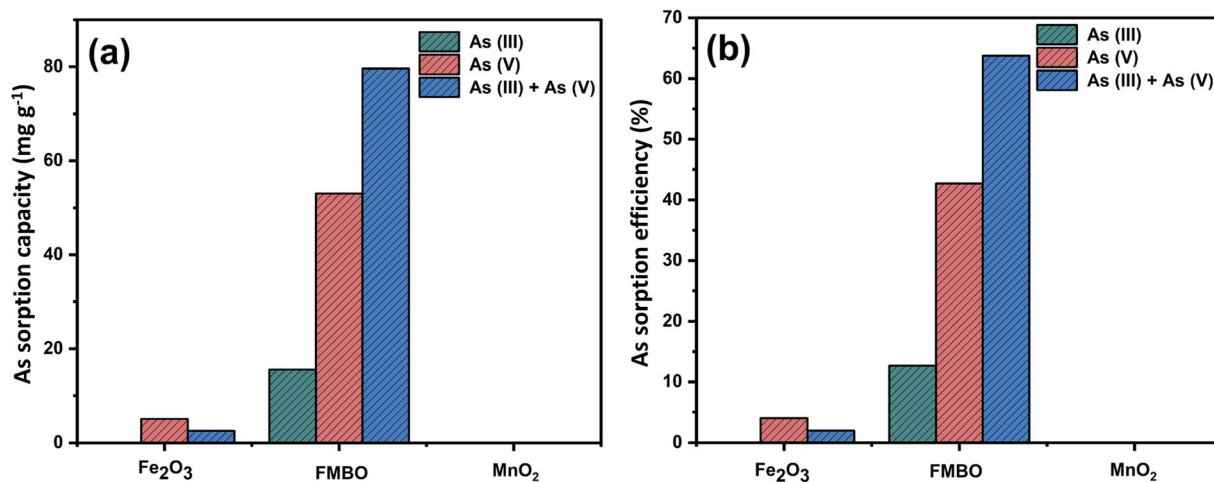 (a)
As (III)
As (V)
As (III) + As (V)
As sorption capacity (mg g⁻¹)
80
60
40
20
0
Fe₂O₃
FMBO
MnO₂
(b)
As (III)
As (V)
As (III) + As (V)
As sorption efficiency (%)
70
60
50
40
30
20
10
0
Fe₂O₃
FMBO
MnO₂